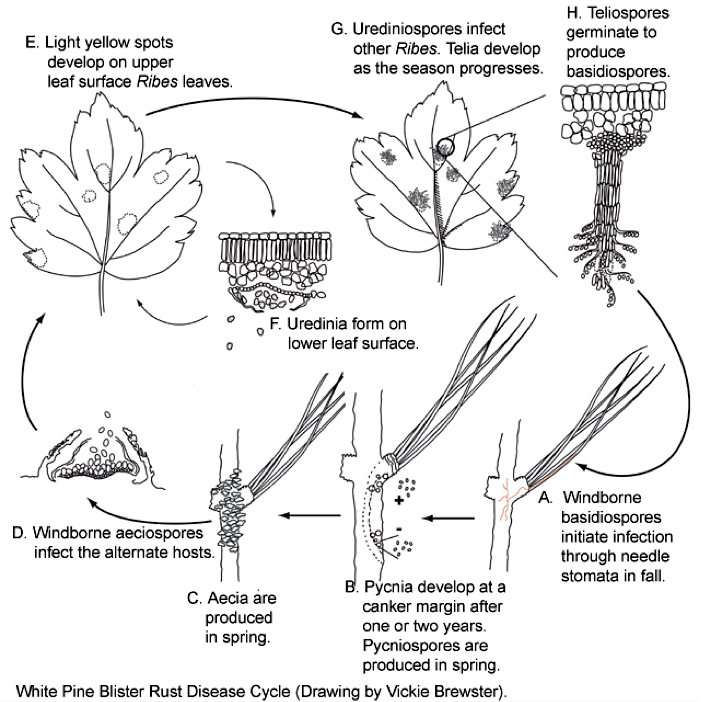 E. Light yellow spots
develop on upper
leaf surface Ribes leaves.
G. Urediniospores infect
other Ribes. Telia develop
as the season progresses.
H. Teliospores
germinate to
produce
basidiospores.
F. Uredinia form on
lower leaf surface.
+
-
A. Windborne
basidiospores
initiate infection
through needle
stomata in fall.
B. Pycnia develop at a
canker margin after
one or two years.
Pycniospores are
produced in spring.
C. Aecia are
produced
in spring.
D. Windborne aeciospores
infect the alternate hosts.
White Pine Blister Rust Disease Cycle (Drawing by Vickie Brewster).